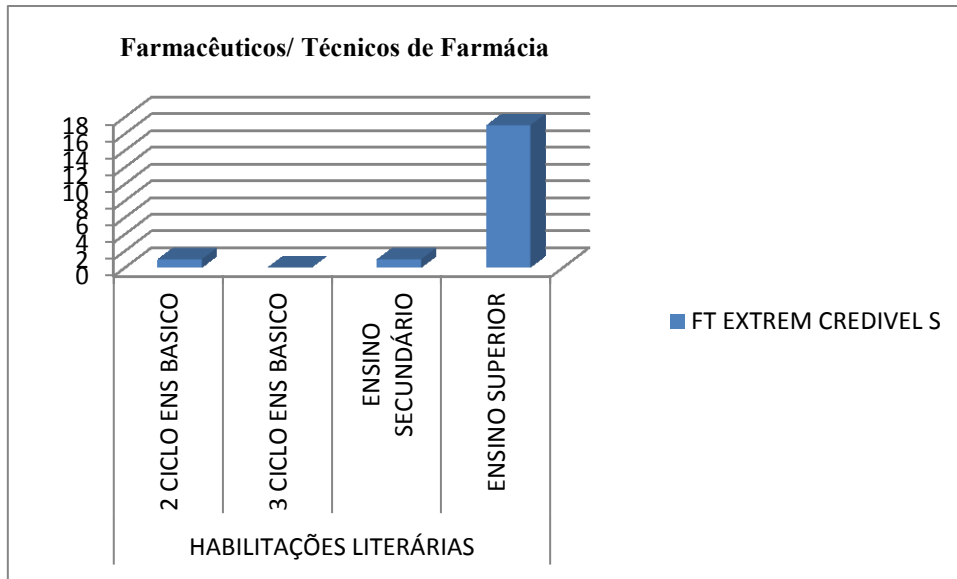 Farmacêuticos/ Técnicos de Farmácia
18
16
14
12
10
8
6
4
2
0
2 CICLO ENS BASICO
3 CICLO ENS BASICO
ENSINO
SECUNDÁRIO
ENSINO SUPERIOR
HABILITAÇÕES LITERÁRIAS
FT EXTREM CREDIVEL S